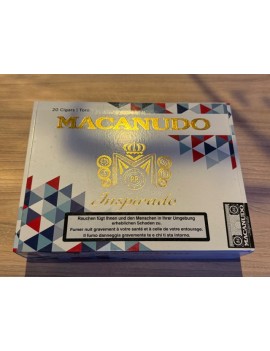 20 Cigars | Toro
MACANUDO
M
Inspirado
Rauchen fügt Ihnen und den Menschen in Ihrer Umgebung
erheblichen Schaden zu.
Fumer nuit gravement à votre santé et à celle de votre entourage.
Il fumo danneggia gravemente te e chi ti sta intorno.
MACANUDO